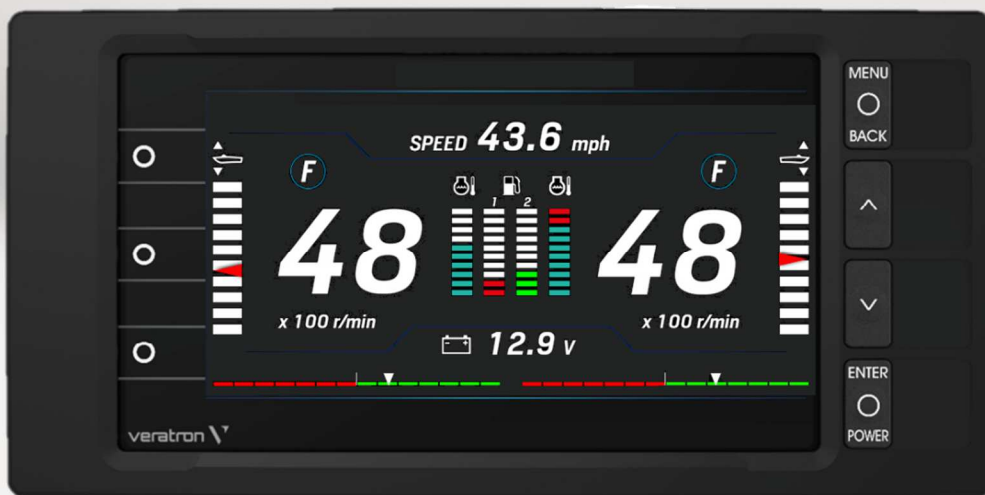 MENU
BACK
SPEED 43.6 mph
F
F
1 2
48
48
x 100 r/min
x 100 r/min
12.9 V
ENTER
POWER
veratron